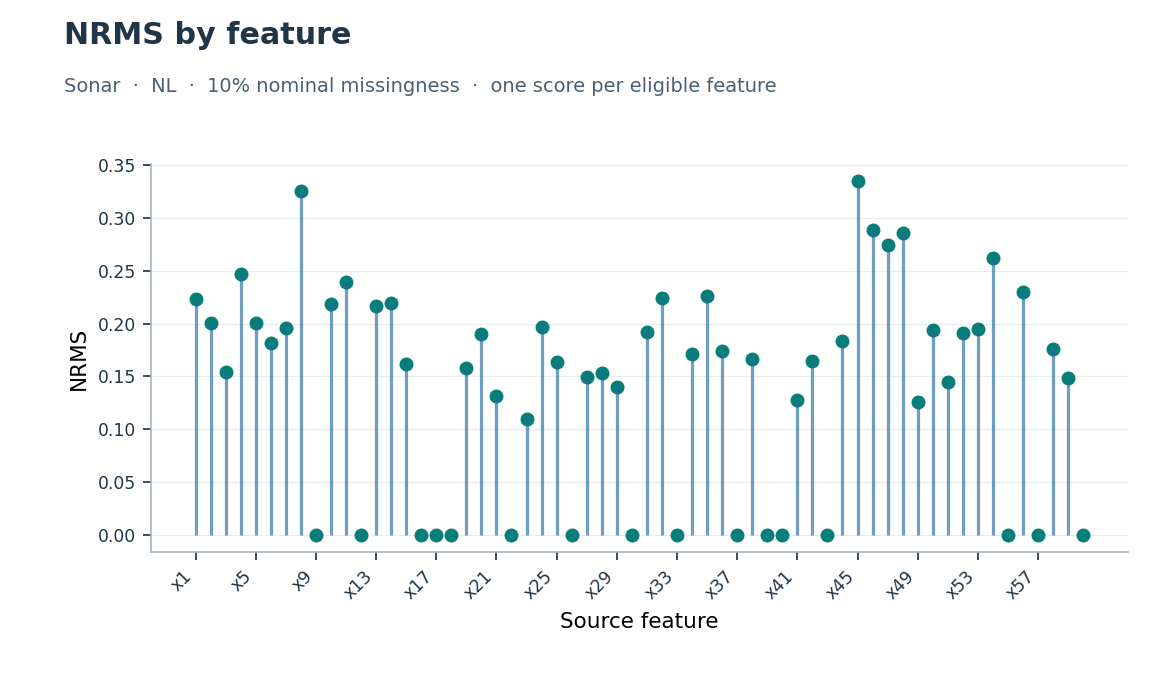 NRMS by feature
Sonar · NL · 10% nominal missingness · one score per eligible feature
0.35
0.30
0.25
0.20
0.15
0.10
0.05
0.00
NRMS
x1 x5 x9 x13 x17 x21 x25 x29 x33 x37 x41 x45 x49 x53 x57
Source feature